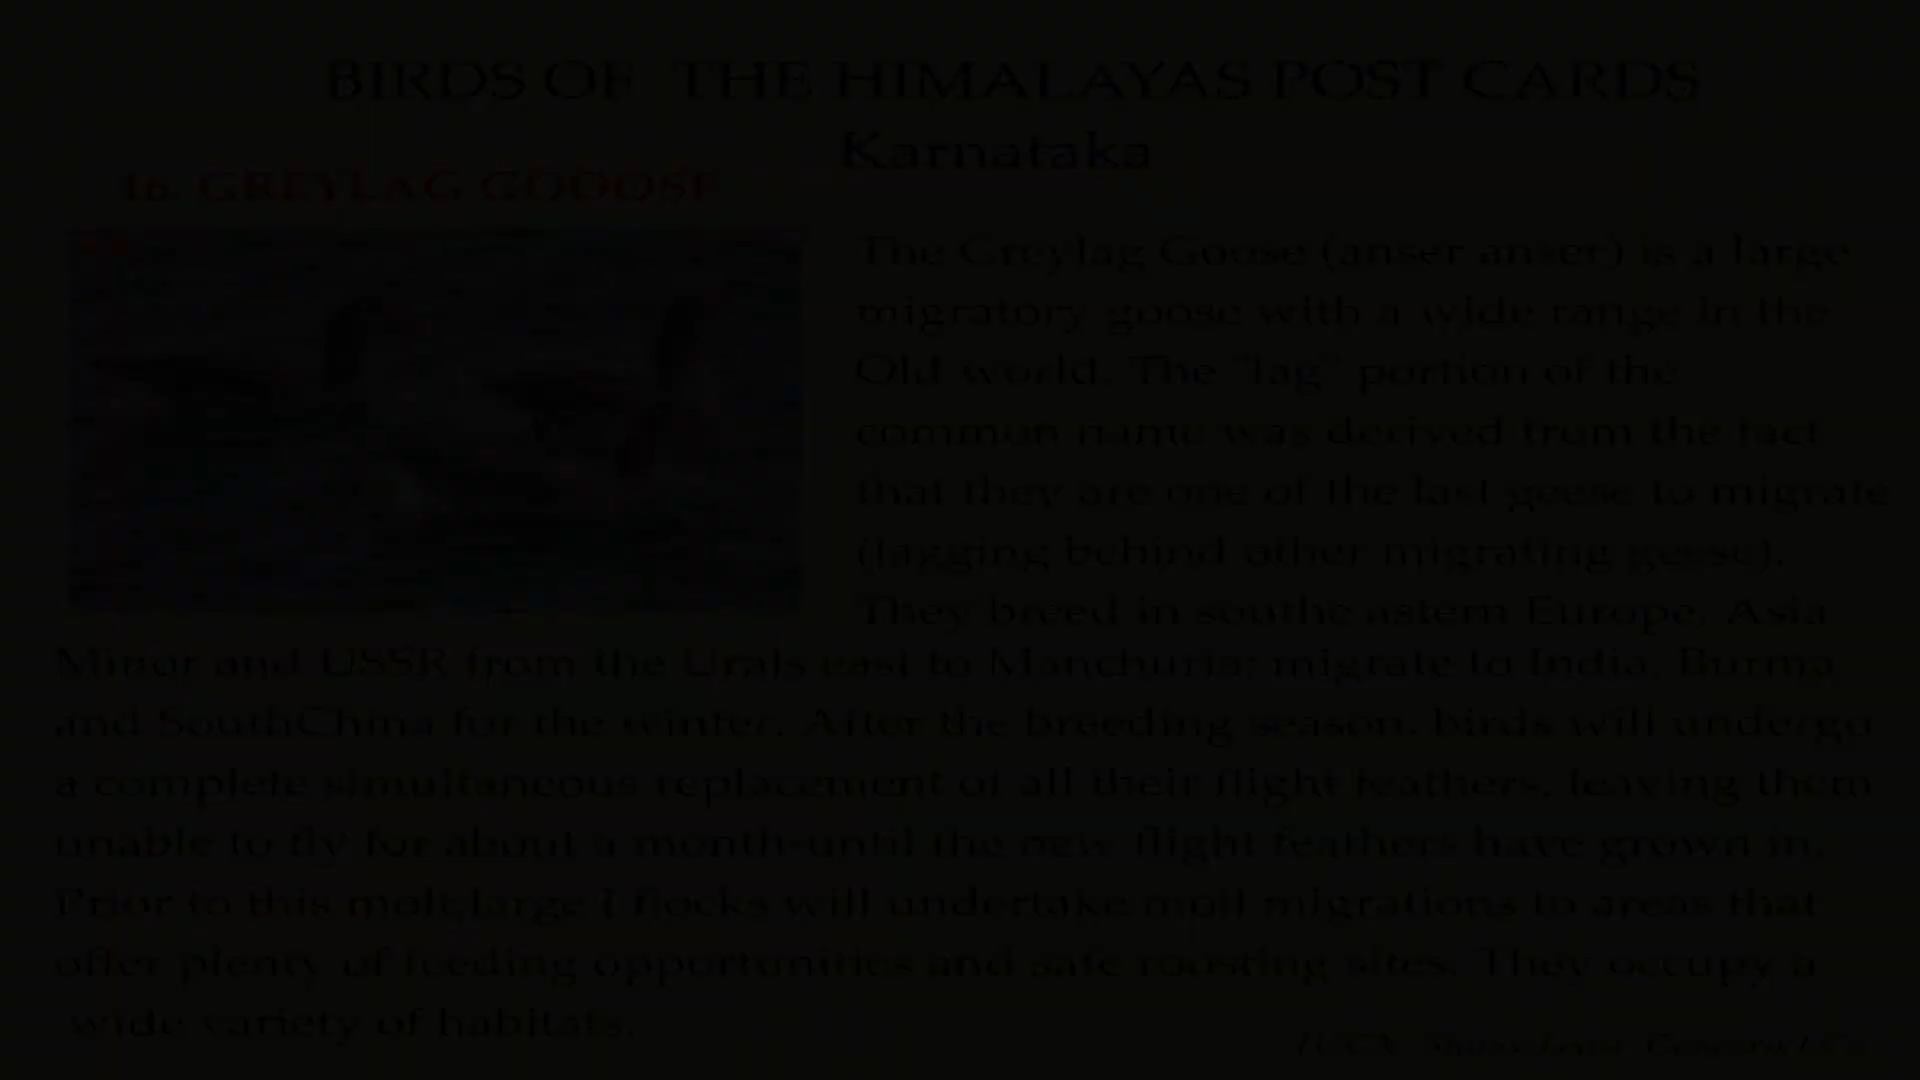 BIRDS OF THE HIMALAYAS POST CARDS
Karnataka
16. GREYLAG GOOOSE
The Greylag Goose (anser anser) is a large
migratory goose with a wide range in the
Old world. The "lag" portion of the
common name was derived from the fact
that they are one of the last geese to migrate
(lagging behind other migrating geese).
They breed in southe astern Europe, Asia
Minor and USSR from the Urals east to Manchuria; migrate to India, Burma
and SouthChina for the winter. After the breeding season, birds will undergo
a complete simultaneous replacement of all their flight feathers, leaving them
unable to fly for about a month-until the new flight feathers have grown in.
Prior to this molt,large I flocks will undertake molt migrations to areas that
offer plenty of feeding opportunities and safe roosting sites. They occupy a
wide variety of habitats.